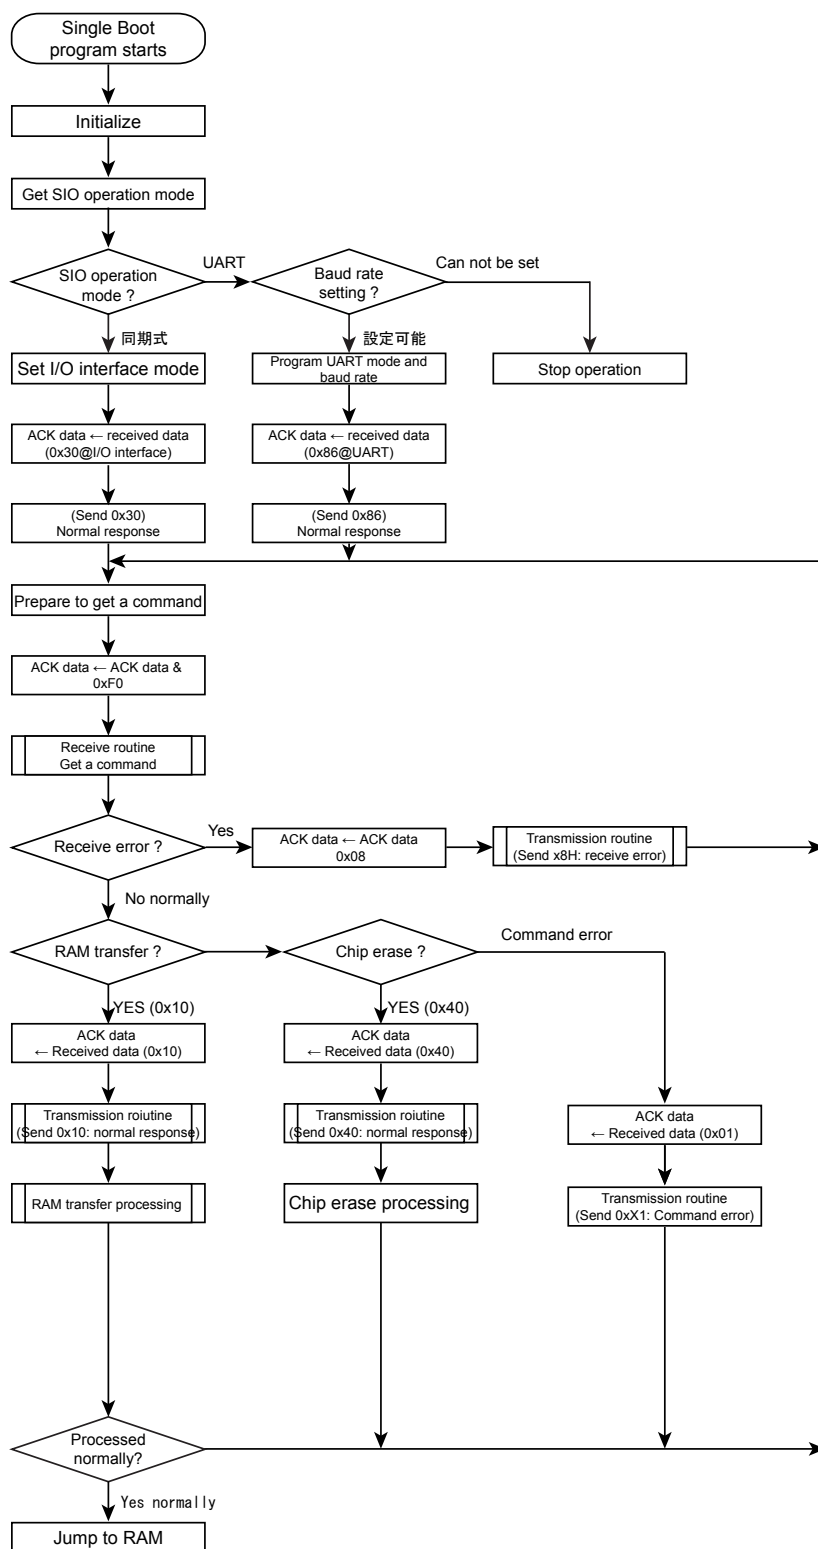 Single Boot
program starts
Initialize
Get SIO operation mode
SIO operation
mode ?
UART
Baud rate
setting ?
Can not be set
同期式
設定可能
Set I/O interface mode
Program UART mode and
baud rate
Stop operation
ACK data ← received data
(0x30@I/O interface)
ACK data ← received data
(0x86@UART)
(Send 0x30)
Normal response
(Send 0x86)
Normal response
Prepare to get a command
ACK data ← ACK data &
0xF0
Receive routine
Get a command
Receive error ?
Yes
ACK data ← ACK data
0x08
Transmission routine
(Send x8H: receive error)
No normally
RAM transfer ?
Chip erase ?
Command error
YES (0x10)
YES (0x40)
ACK data
← Received data (0x10)
ACK data
← Received data (0x40)
Transmission roiutine
(Send 0x10: normal response)
Transmission roiutine
(Send 0x40: normal response)
ACK data
← Received data (0x01)
RAM transfer processing
Chip erase processing
Transmission routine
(Send 0xX1: Command error)
Processed
normally?
Yes normally
Jump to RAM